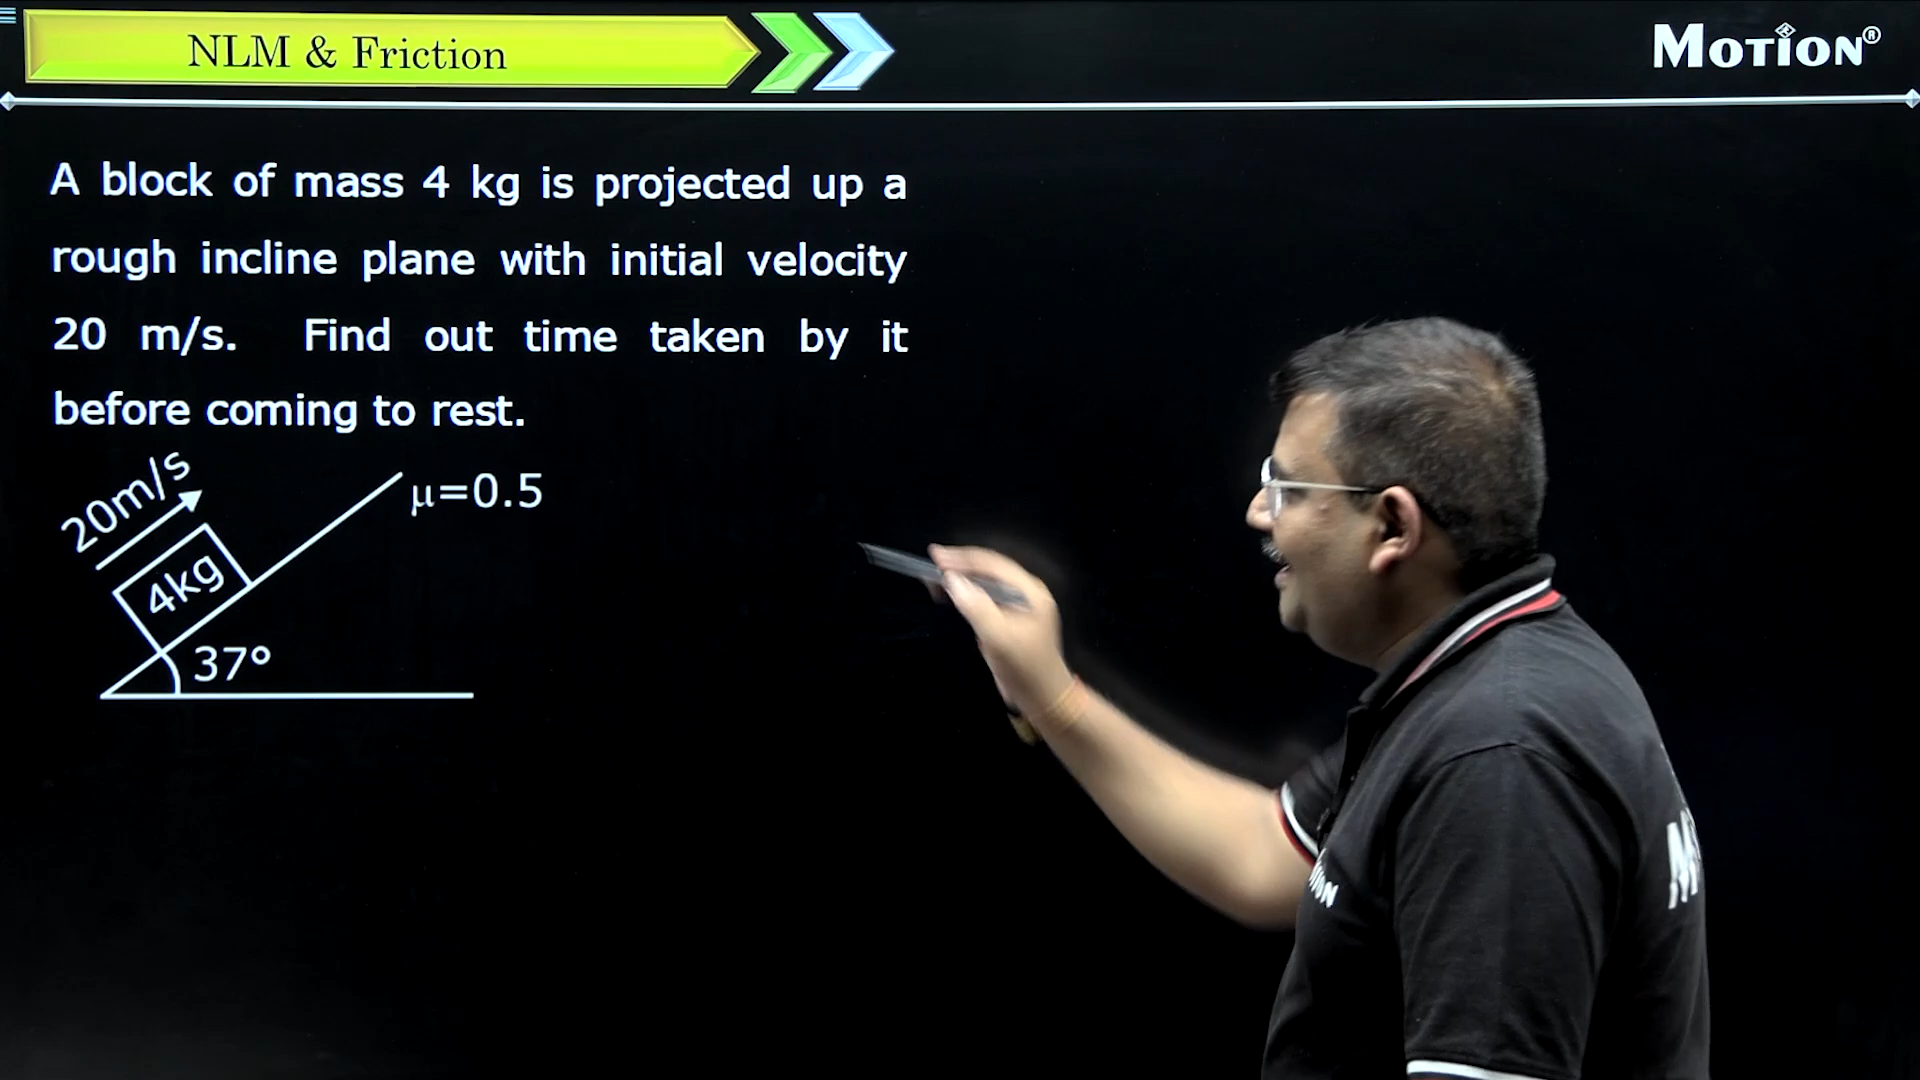 NLM & Friction
MOTION®
A block of mass 4 kg is projected up a
rough incline plane with initial velocity
20 m/s. Find out time taken by it
before coming to rest.
20m/s
μ=0.5
4kg
37°